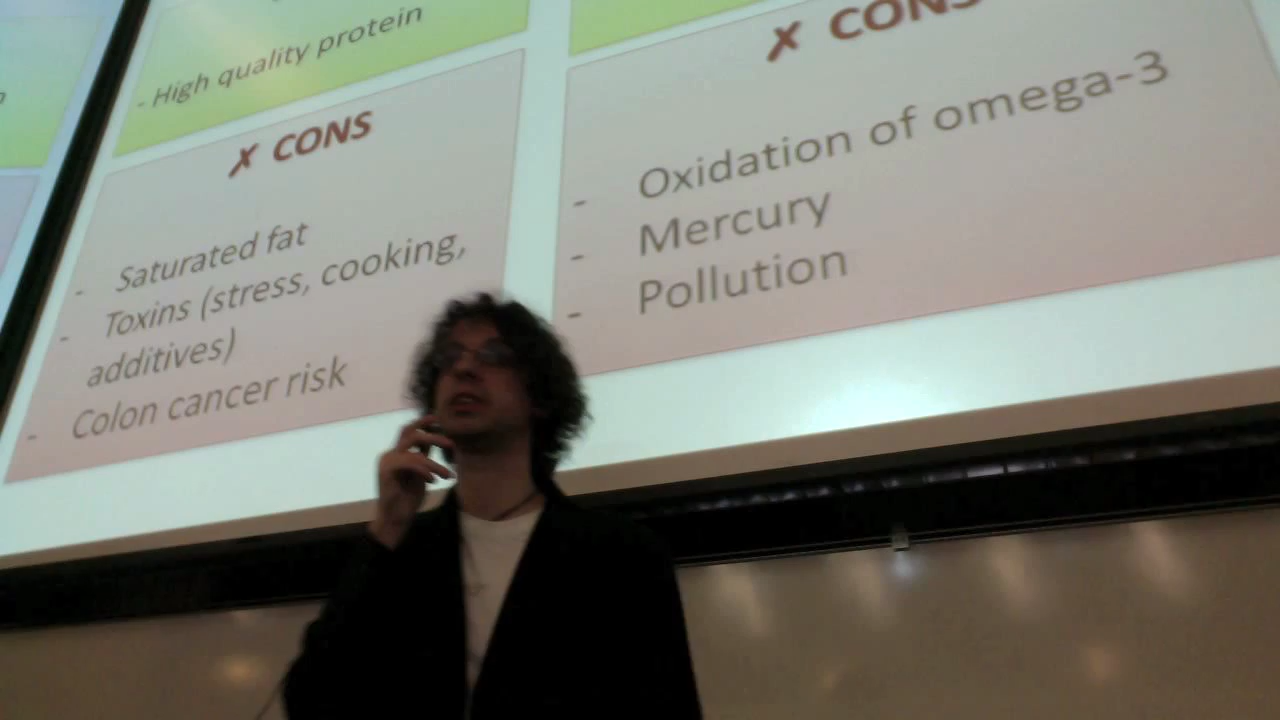 - High quality protein
✗ CONS
- Saturated fat
- Toxins (stress, cooking,
additives)
- Colon cancer risk
✗ CONS
- Oxidation of omega-3
- Mercury
- Pollution